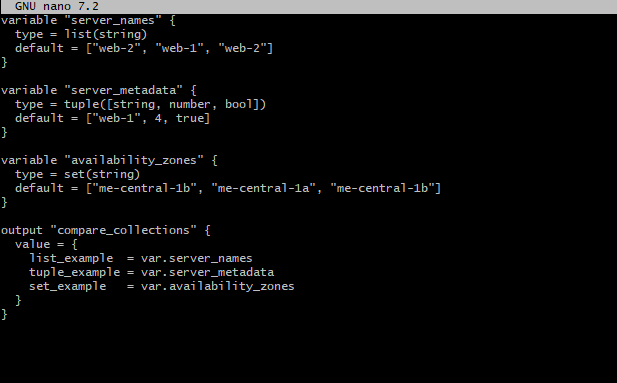 GNU nano 7.2
variable "server_names" {
  type = list(string)
  default = ["web-2", "web-1", "web-2"]
}
variable "server_metadata" {
  type = tuple([string, number, bool])
  default = ["web-1", 4, true]
}
variable "availability_zones" {
  type = set(string)
  default = ["me-central-1b", "me-central-1a", "me-central-1b"]
}
output "compare_collections" {
  value = {
    list_example  = var.server_names
    tuple_example = var.server_metadata
    set_example   = var.availability_zones
  }
}